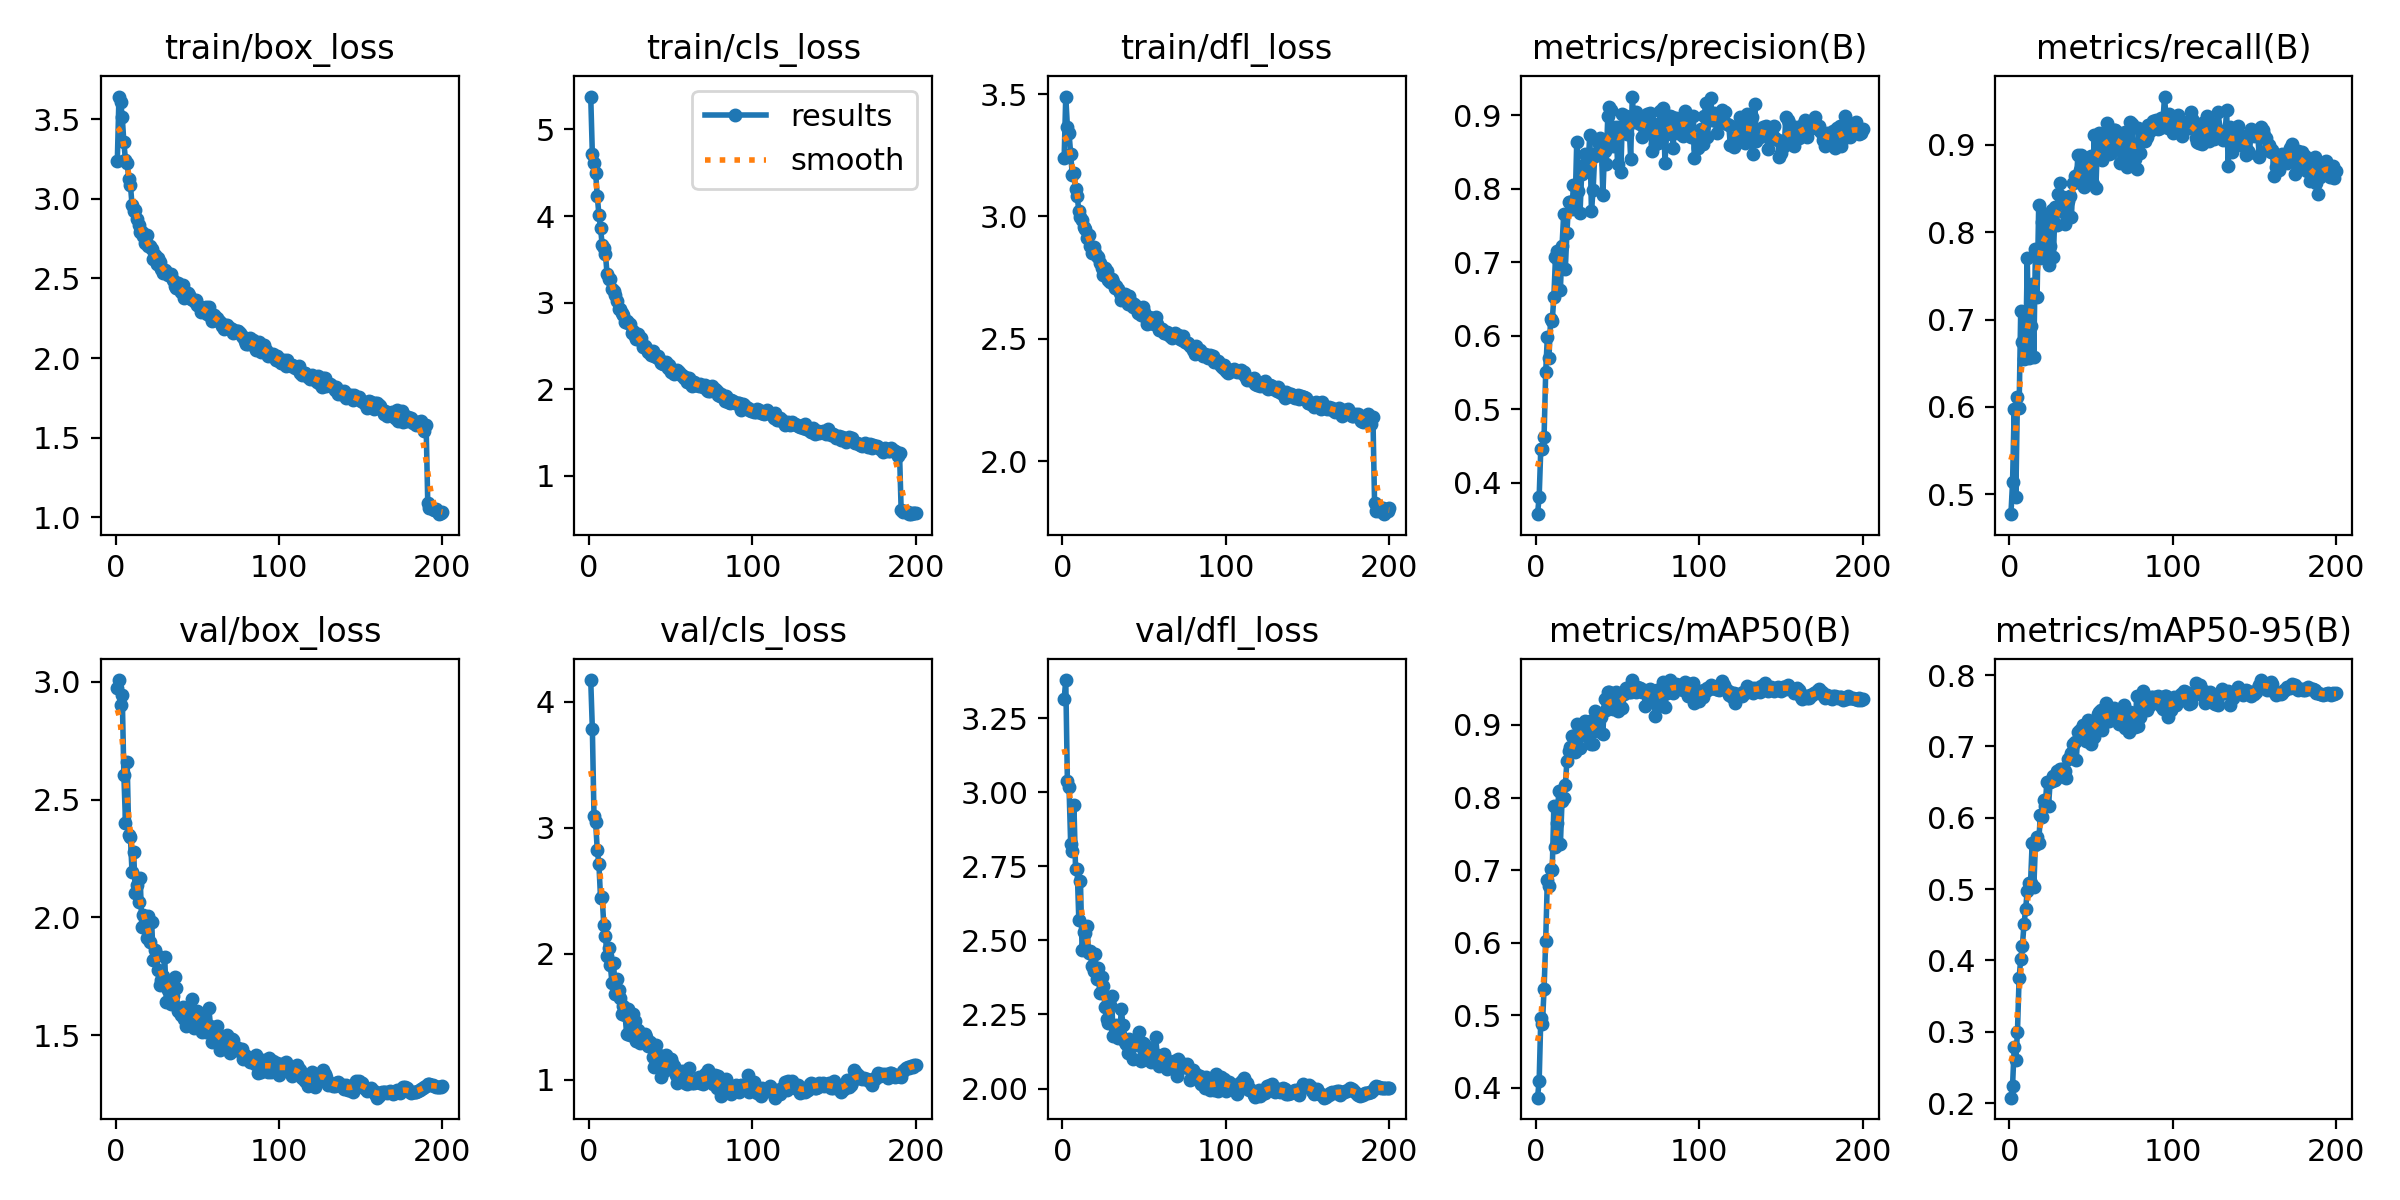 train/box_loss
train/cls_loss
train/dfl_loss
metrics/precision(B)
metrics/recall(B)
3.5
3.0
2.5
2.0
1.5
1.0
0 100 200
results
smooth
5
4
3
2
1
0 100 200
3.5
3.0
2.5
2.0
0 100 200
0.9
0.8
0.7
0.6
0.5
0.4
0 100 200
0.9
0.8
0.7
0.6
0.5
0 100 200
val/box_loss
val/cls_loss
val/dfl_loss
metrics/mAP50(B)
metrics/mAP50-95(B)
3.0
2.5
2.0
1.5
0 100 200
4
3
2
1
0 100 200
3.25
3.00
2.75
2.50
2.25
2.00
0 100 200
0.9
0.8
0.7
0.6
0.5
0.4
0 100 200
0.8
0.7
0.6
0.5
0.4
0.3
0.2
0 100 200